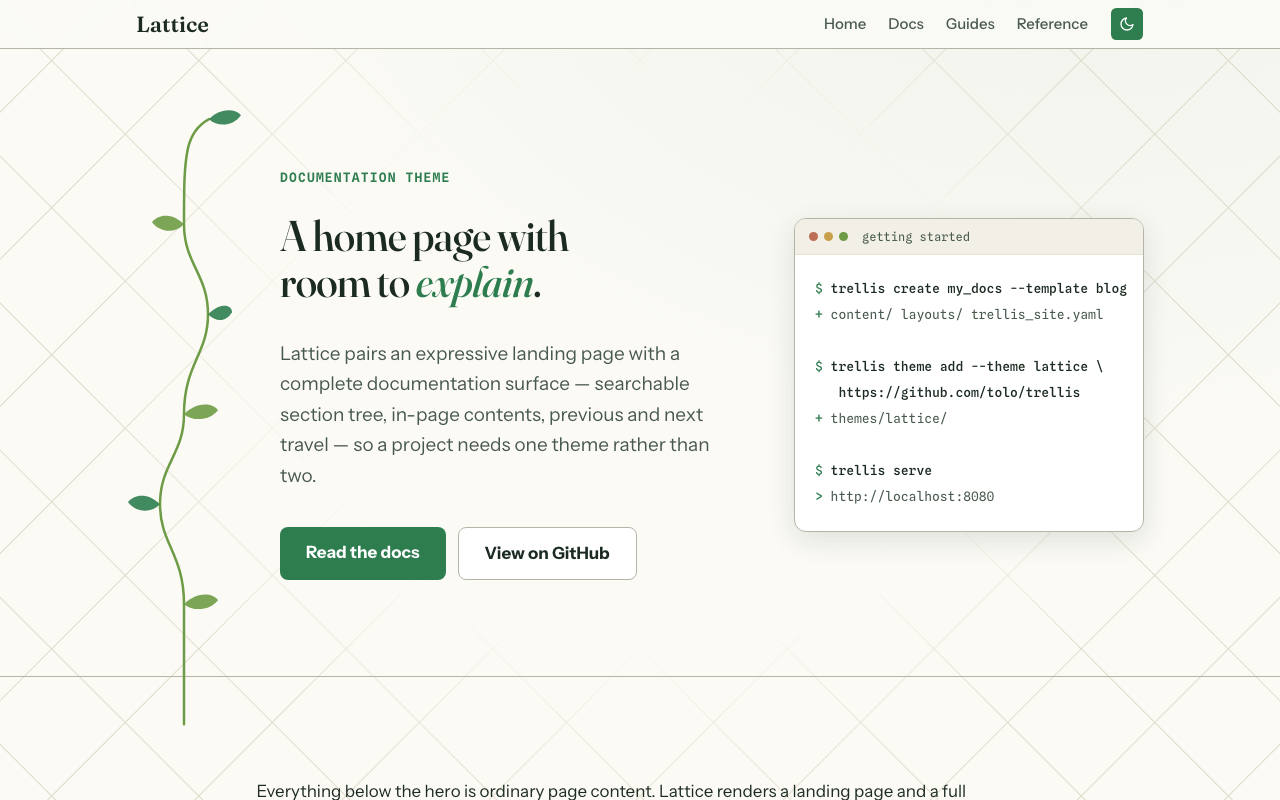 Lattice
Home Docs Guides Reference
DOCUMENTATION THEME
A home page with
room to explain.
Lattice pairs an expressive landing page with a
complete documentation surface — searchable
section tree, in-page contents, previous and next
travel — so a project needs one theme rather than
two.
Read the docs View on GitHub
getting started
$ trellis create my_docs --template blog
+ content/ layouts/ trellis_site.yaml
$ trellis theme add --theme lattice \
https://github.com/tolo/trellis
+ themes/lattice/
$ trellis serve
> http://localhost:8080
Everything below the hero is ordinary page content. Lattice renders a landing page and a full